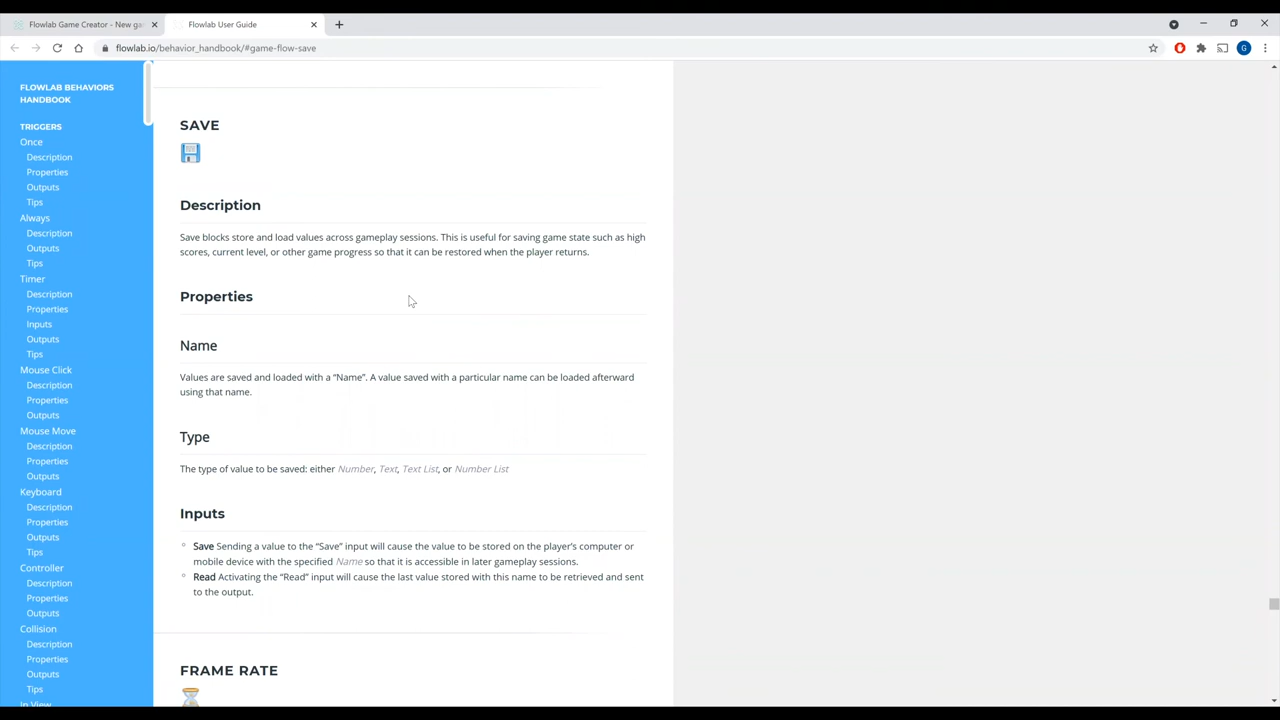 Flowlab Game Creator - New ga
Flowlab User Guide
flowlab.io/behavior_handbook/#game-flow-save
G
FLOWLAB BEHAVIORS
HANDBOOK
TRIGGERS
Once
Description
Properties
Outputs
Tips
Always
Description
Outputs
Tips
Timer
Description
Properties
Inputs
Outputs
Tips
Mouse Click
Description
Properties
Outputs
Mouse Move
Description
Properties
Outputs
Keyboard
Description
Properties
Outputs
Tips
Controller
Description
Properties
Outputs
Collision
Description
Properties
Outputs
Tips
In View
SAVE
Description
Save blocks store and load values across gameplay sessions. This is useful for saving game state such as high
scores, current level, or other game progress so that it can be restored when the player returns.
Properties
Name
Values are saved and loaded with a “Name”. A value saved with a particular name can be loaded afterward
using that name.
Type
The type of value to be saved: either Number, Text, Text List, or Number List
Inputs
Save Sending a value to the “Save” input will cause the value to be stored on the player’s computer or
mobile device with the specified Name so that it is accessible in later gameplay sessions.
Read Activating the “Read” input will cause the last value stored with this name to be retrieved and sent
to the output.
FRAME RATE